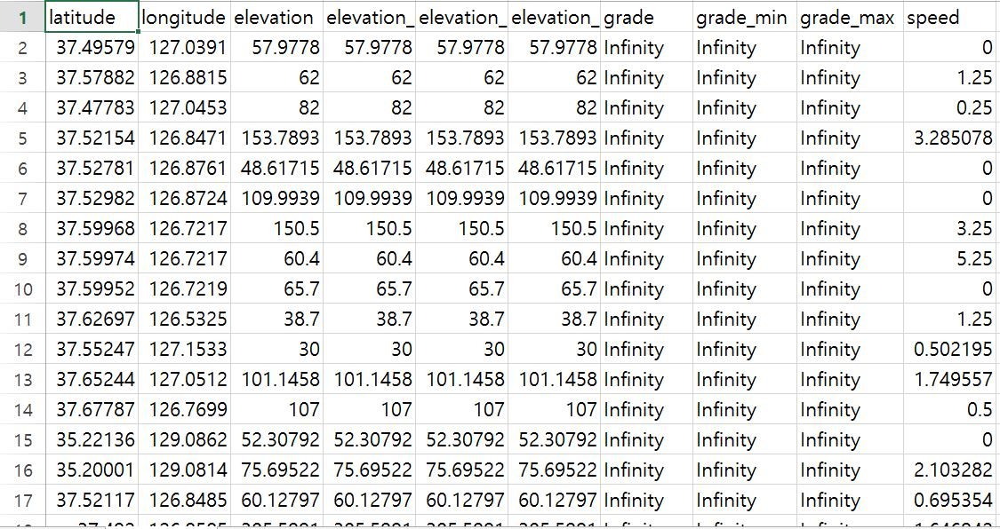 1 latitude longitude elevation elevation_ elevation_ elevation_ grade grade_min grade_max speed
2 37.49579 127.0391 57.9778 57.9778 57.9778 57.9778 Infinity Infinity Infinity 0
3 37.57882 126.8815 62 62 62 62 Infinity Infinity Infinity 1.25
4 37.47783 127.0453 82 82 82 82 Infinity Infinity Infinity 0.25
5 37.52154 126.8471 153.7893 153.7893 153.7893 153.7893 Infinity Infinity Infinity 3.285078
6 37.52781 126.8761 48.61715 48.61715 48.61715 48.61715 Infinity Infinity Infinity 0
7 37.52982 126.8724 109.9939 109.9939 109.9939 109.9939 Infinity Infinity Infinity 0
8 37.59968 126.7217 150.5 150.5 150.5 150.5 Infinity Infinity Infinity 3.25
9 37.59974 126.7217 60.4 60.4 60.4 60.4 Infinity Infinity Infinity 5.25
10 37.59952 126.7219 65.7 65.7 65.7 65.7 Infinity Infinity Infinity 0
11 37.62697 126.5325 38.7 38.7 38.7 38.7 Infinity Infinity Infinity 1.25
12 37.55247 127.1533 30 30 30 30 Infinity Infinity Infinity 0.502195
13 37.65244 127.0512 101.1458 101.1458 101.1458 101.1458 Infinity Infinity Infinity 1.749557
14 37.67787 126.7699 107 107 107 107 Infinity Infinity Infinity 0.5
15 35.22136 129.0862 52.30792 52.30792 52.30792 52.30792 Infinity Infinity Infinity 0
16 35.20001 129.0814 75.69522 75.69522 75.69522 75.69522 Infinity Infinity Infinity 2.103282
17 37.52117 126.8485 60.12797 60.12797 60.12797 60.12797 Infinity Infinity Infinity 0.695354